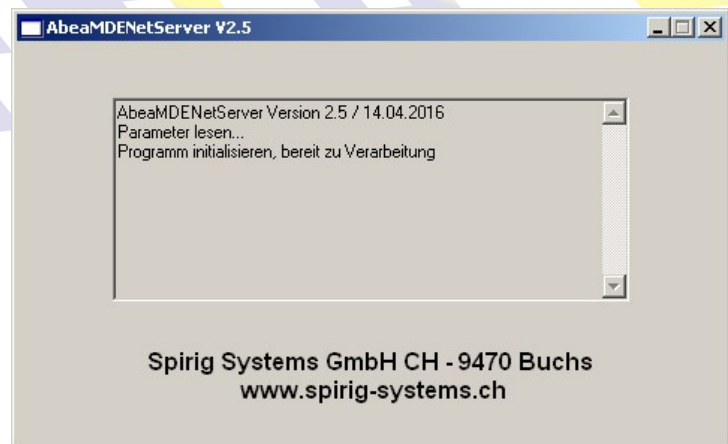 AbeaMDENetServer V2.5
AbeaMDENetServer Version 2.5 / 14.04.2016
Parameter lesen...
Programm initialisieren, bereit zu Verarbeitung
Spirig Systems GmbH CH - 9470 Buchs
www.spirig-systems.ch